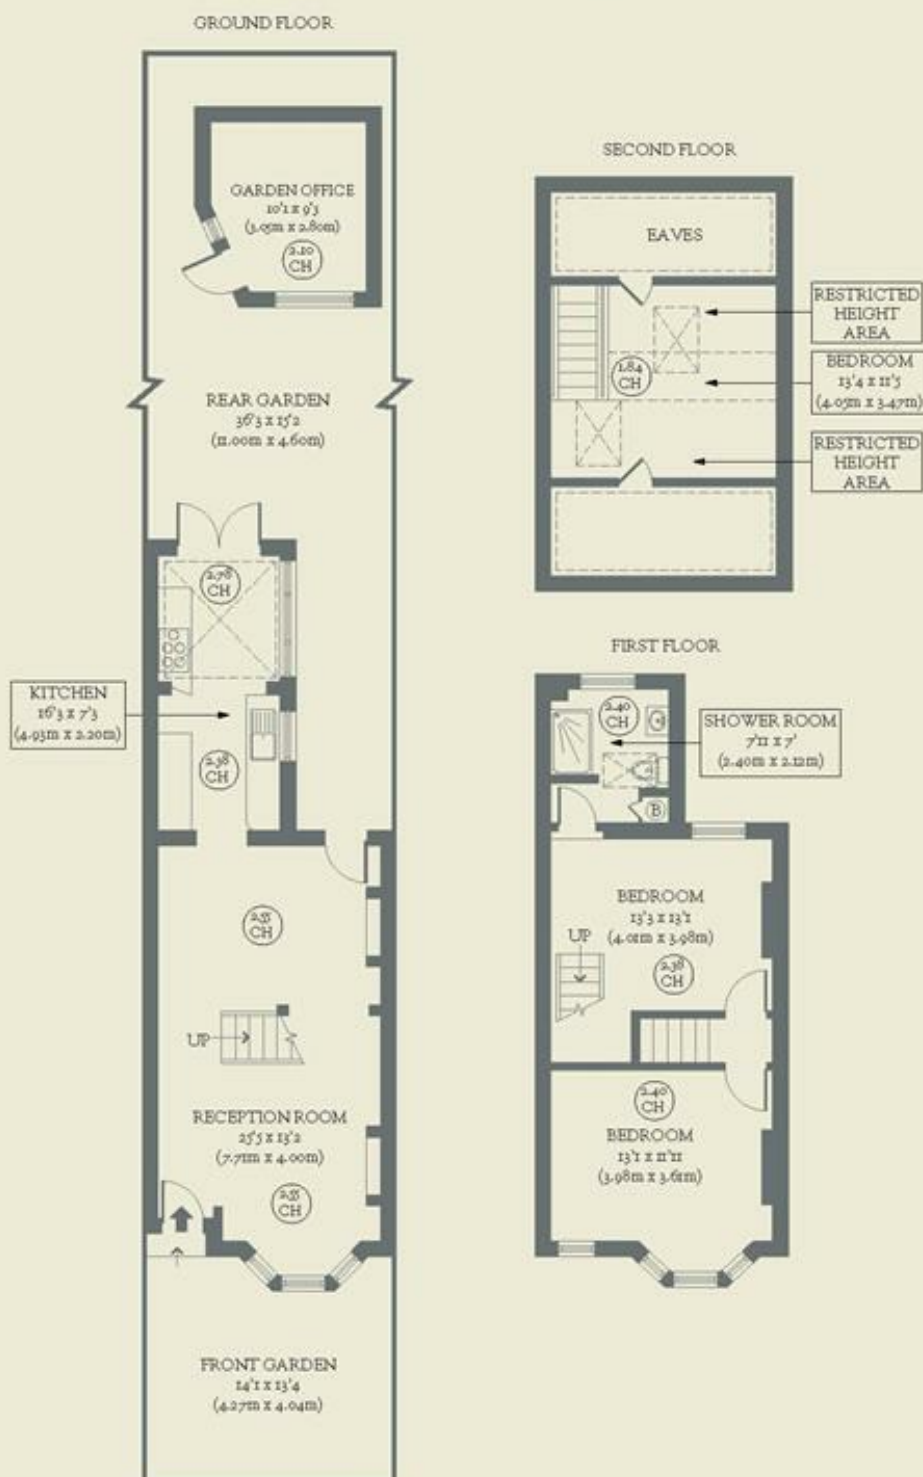 GROUND FLOOR
GARDEN OFFICE
10'1 x 9'3
(3.05m x 2.80m)
2.10
CH
REAR GARDEN
36'3 x 15'2
(11.00m x 4.60m)
2.78
CH
KITCHEN
16'3 x 7'3
(4.93m x 2.20m)
2.38
CH
2.55
CH
UP
RECEPTION ROOM
25'5 x 13'2
(7.71m x 4.00m)
2.55
CH
FRONT GARDEN
14'1 x 13'4
(4.27m x 4.04m)
SECOND FLOOR
EAVES
RESTRICTED
HEIGHT
AREA
1.84
CH
BEDROOM
13'4 x 11'5
(4.05m x 3.47m)
RESTRICTED
HEIGHT
AREA
FIRST FLOOR
2.40
CH
SHOWER ROOM
7'11 x 7'
(2.40m x 2.12m)
B
BEDROOM
13'3 x 13'1
(4.01m x 3.98m)
UP
2.38
CH
2.40
CH
BEDROOM
13'1 x 11'11
(3.98m x 3.61m)